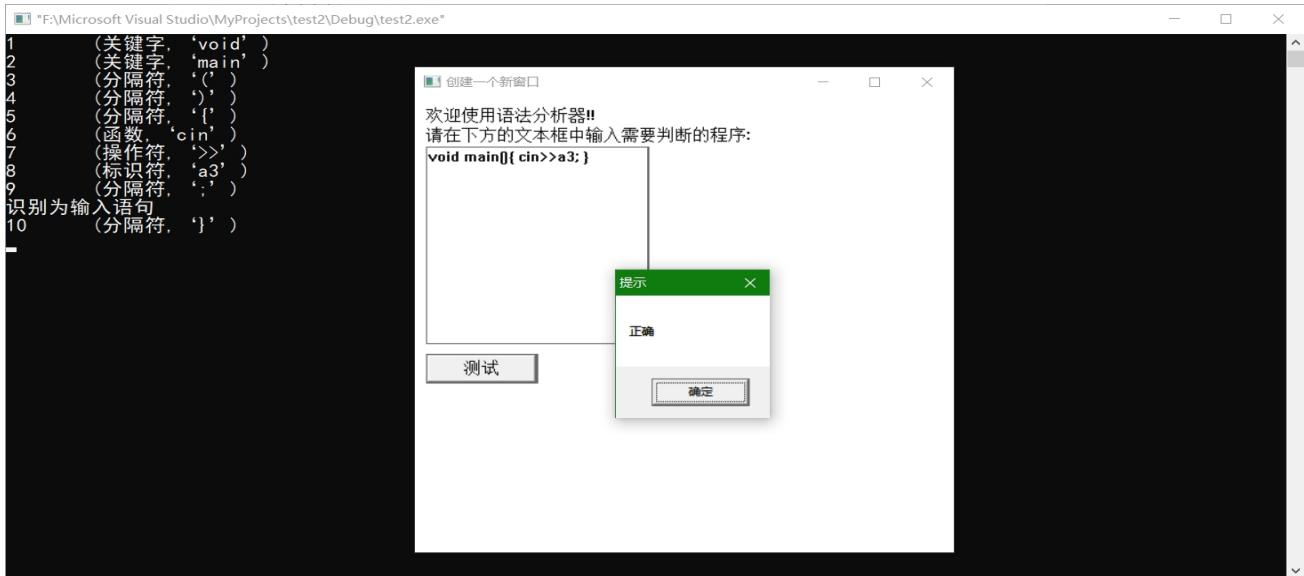 "F:\Microsoft Visual Studio\MyProjects\test2\Debug\test2.exe"
1 (关键字, ‘void’)
2 (关键字, ‘main’)
3 (分隔符, ‘(’)
4 (分隔符, ‘)’)
5 (分隔符, ‘{’)
6 (函数, ‘cin’)
7 (操作符, ‘>>’)
8 (标识符, ‘a3’)
9 (分隔符, ‘;’)
识别为输入语句
10 (分隔符, ‘}’)
创建一个新窗口
欢迎使用语法分析器!!
请在下方的文本框中输入需要判断的程序:
void main(){ cin>>a3; }
提示
正确
确定
测试